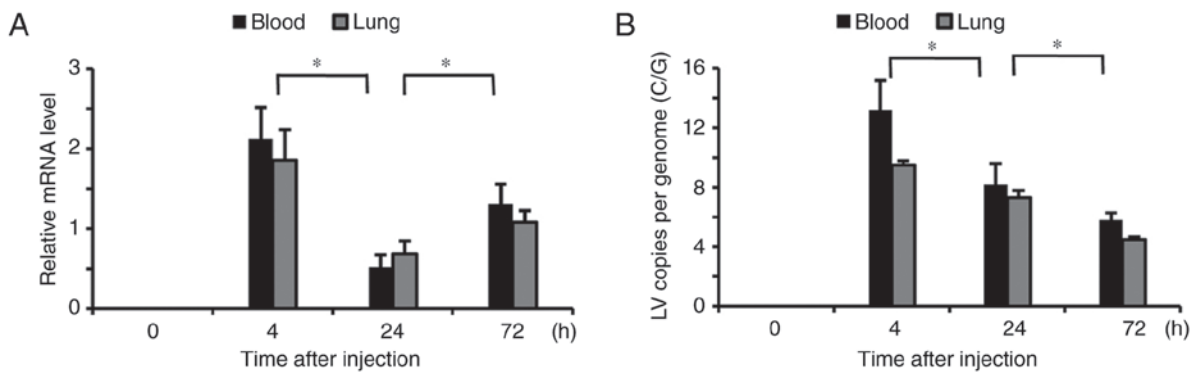 A
Blood Lung
*
*
Relative mRNA level
3
2
1
0
0 4 24 72 (h)
Time after injection
B
Blood Lung
*
*
LV copies per genome (C/G)
16
12
8
4
0
0 4 24 72 (h)
Time after injection